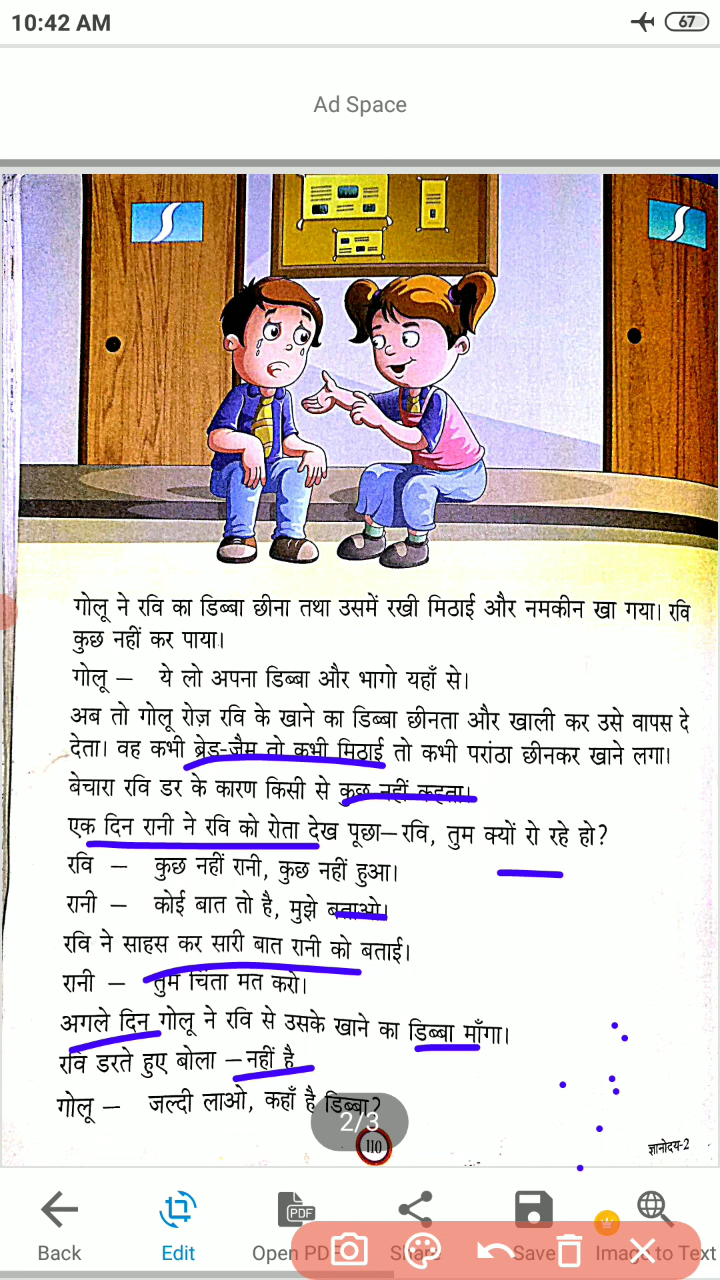 10:42 AM
67
Ad Space
गोलू ने रवि का डिब्बा छीना तथा उसमें रखी मिठाई और नमकीन खा गया। रवि
कुछ नहीं कर पाया।
गोलू — ये लो अपना डिब्बा और भागो यहाँ से।
अब तो गोलू रोज़ रवि के खाने का डिब्बा छीनता और खाली कर उसे वापस दे
देता। वह कभी ब्रेड-जैम तो कभी मिठाई तो कभी परांठा छीनकर खाने लगा।
बेचारा रवि डर के कारण किसी से कुछ नहीं कहता।
एक दिन रानी ने रवि को रोता देख पूछा— रवि, तुम क्यों रो रहे हो?
रवि — कुछ नहीं रानी, कुछ नहीं हुआ।
रानी — कोई बात तो है, मुझे बताओ।
रवि ने साहस कर सारी बात रानी को बताई।
रानी — तुम चिंता मत करो।
अगले दिन गोलू ने रवि से उसके खाने का डिब्बा माँगा।
रवि डरते हुए बोला — नहीं है
गोलू — जल्दी लाओ, कहाँ है डिब्बा?
2/3
110
ज्ञानोदय-2
Back
Edit
Open PDF
Share
Save
Image to Text